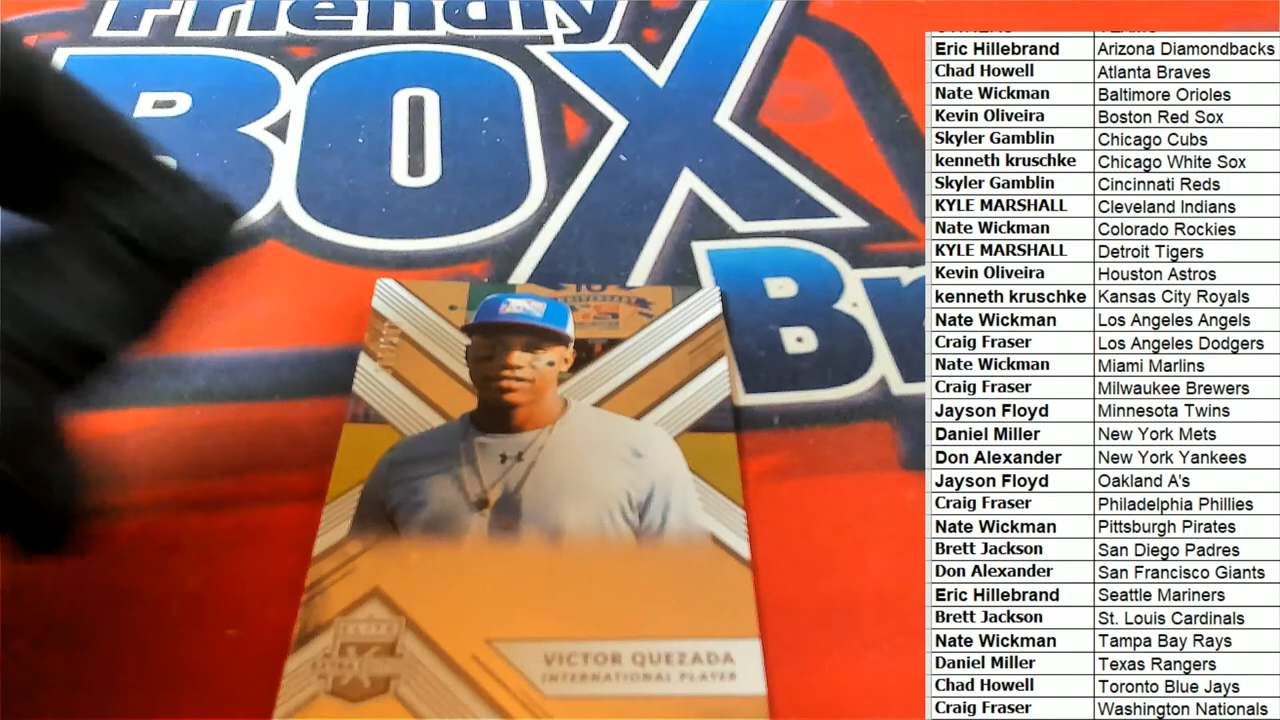 Friendly
BOX
Br
Eric Hillebrand Arizona Diamondbacks
Chad Howell Atlanta Braves
Nate Wickman Baltimore Orioles
Kevin Oliveira Boston Red Sox
Skyler Gamblin Chicago Cubs
kenneth kruschke Chicago White Sox
Skyler Gamblin Cincinnati Reds
KYLE MARSHALL Cleveland Indians
Nate Wickman Colorado Rockies
KYLE MARSHALL Detroit Tigers
Kevin Oliveira Houston Astros
kenneth kruschke Kansas City Royals
Nate Wickman Los Angeles Angels
Craig Fraser Los Angeles Dodgers
Nate Wickman Miami Marlins
Craig Fraser Milwaukee Brewers
Jayson Floyd Minnesota Twins
Daniel Miller New York Mets
Don Alexander New York Yankees
Jayson Floyd Oakland A's
Craig Fraser Philadelphia Phillies
Nate Wickman Pittsburgh Pirates
Brett Jackson San Diego Padres
Don Alexander San Francisco Giants
Eric Hillebrand Seattle Mariners
Brett Jackson St. Louis Cardinals
Nate Wickman Tampa Bay Rays
Daniel Miller Texas Rangers
Chad Howell Toronto Blue Jays
Craig Fraser Washington Nationals
10
ANNIVERSARY
ELITE
EXTRA
VICTOR QUEZADA
INTERNATIONAL PLAYER